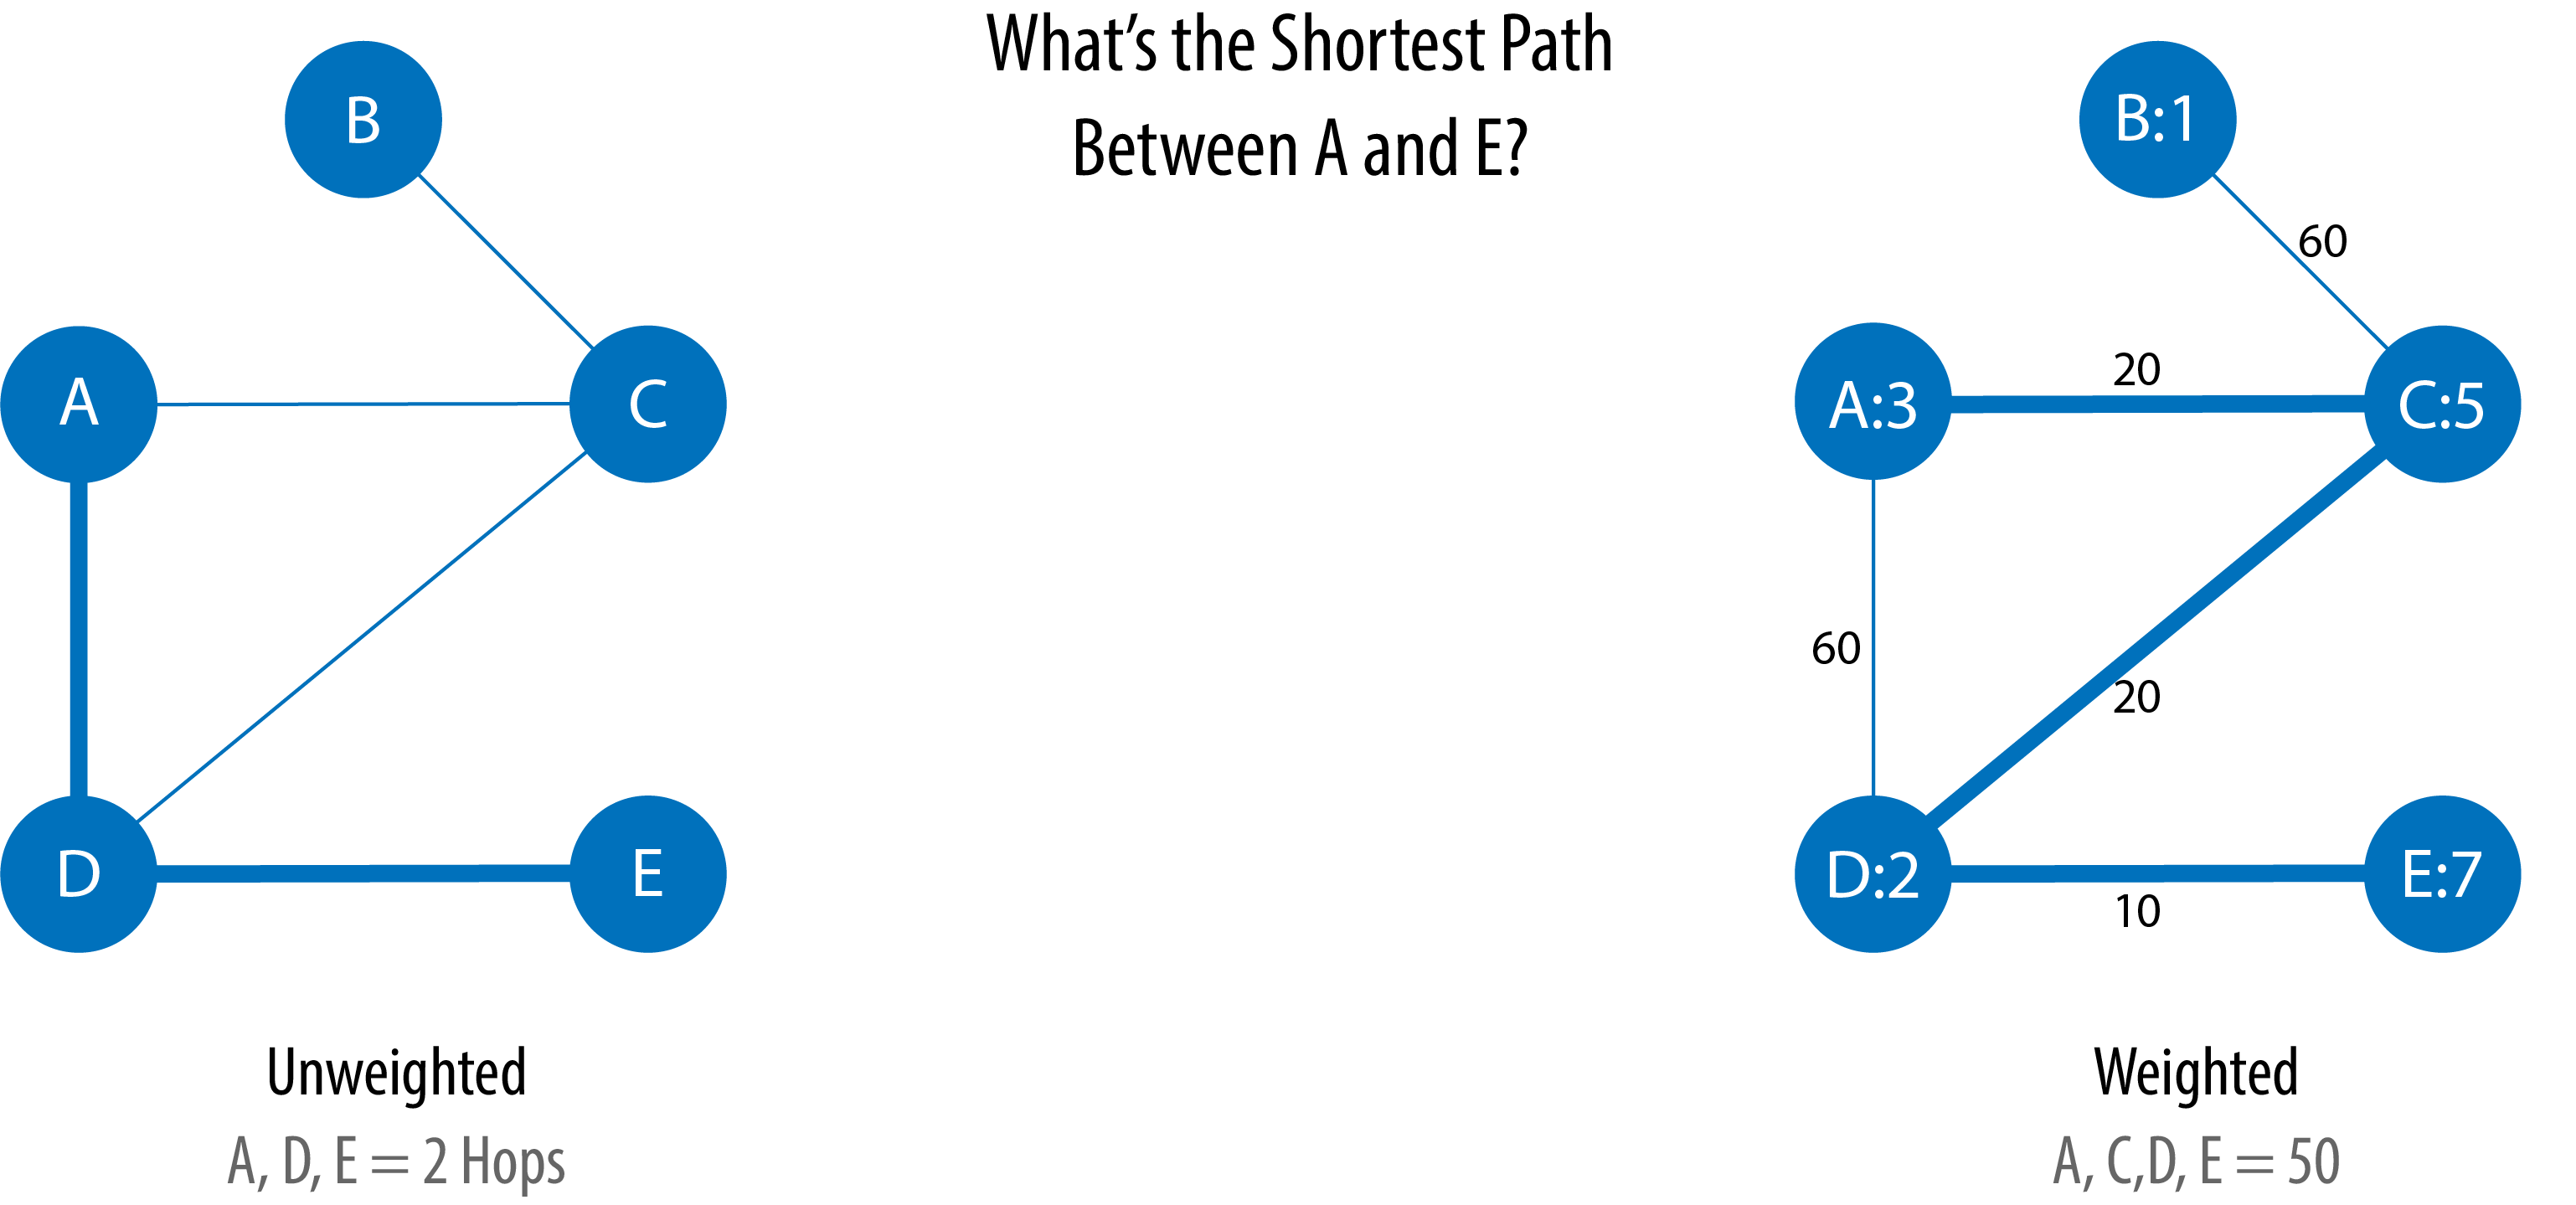 What’s the Shortest Path
Between A and E?
B
A
C
D
E
Unweighted
A, D, E = 2 Hops
B:1
60
A:3
20
C:5
60
20
D:2
10
E:7
Weighted
A, C,D, E = 50